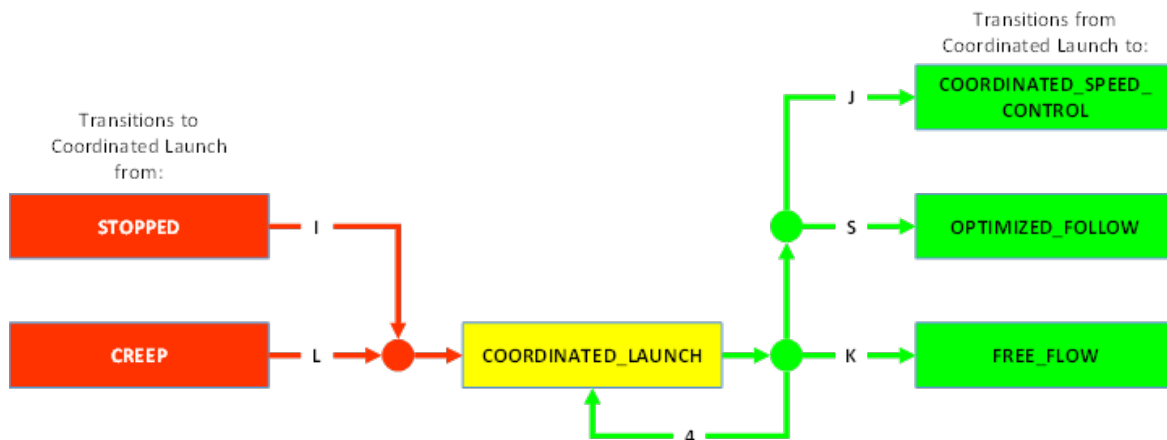 Transitions from
Coordinated Launch to:
COORDINATED_SPEED_
CONTROL
J
Transitions to
Coordinated Launch
from:
STOPPED
I
S
OPTIMIZED_FOLLOW
CREEP
L
COORDINATED_LAUNCH
K
FREE_FLOW
4